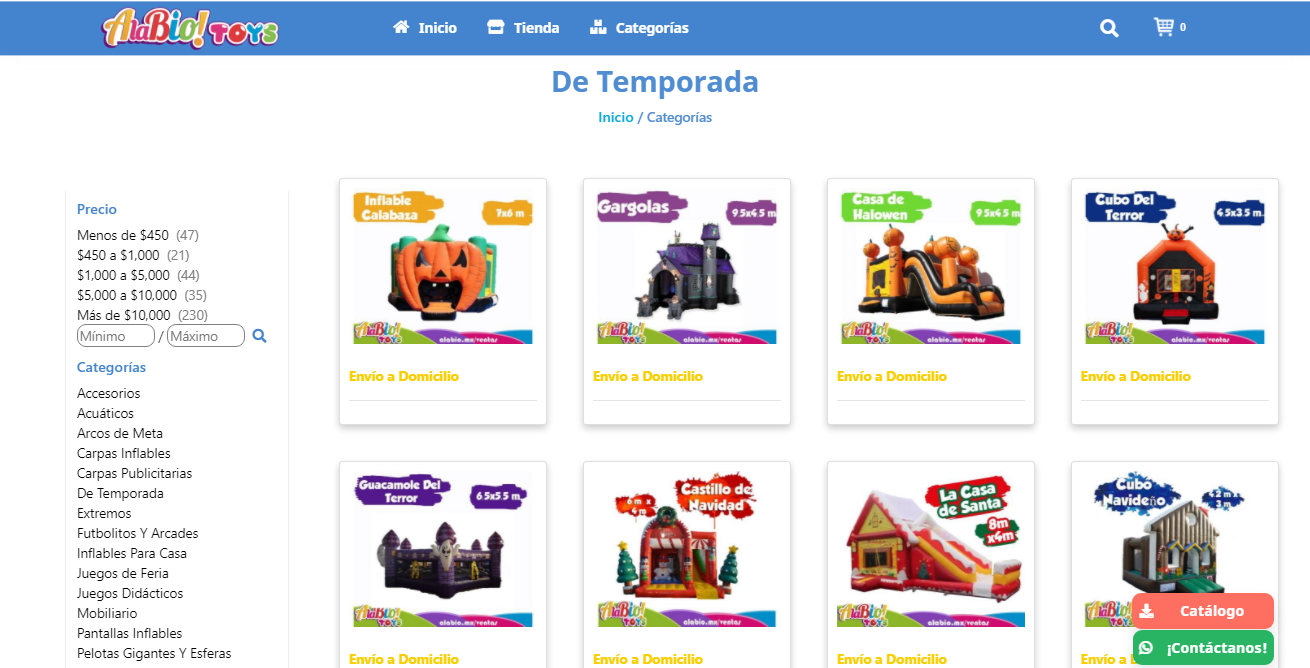 AlaBio! TOYS
Inicio
Tienda
Categorías
0
De Temporada
Inicio / Categorías
Precio
Menos de $450 (47)
$450 a $1,000 (21)
$1,000 a $5,000 (44)
$5,000 a $10,000 (35)
Más de $10,000 (230)
Mínimo / Máximo
Categorías
Accesorios
Acuáticos
Arcos de Meta
Carpas Inflables
Carpas Publicitarias
De Temporada
Extremos
Futbolitos Y Arcades
Inflables Para Casa
Juegos de Feria
Juegos Didácticos
Mobiliario
Pantallas Inflables
Pelotas Gigantes Y Esferas
Inflable
Calabaza
7x6 m
AlaBio! TOYS
alabio.mx/ventas
Envío a Domicilio
Gargolas
9.5x4.5 m
AlaBio! TOYS
alabio.mx/ventas
Envío a Domicilio
Casa de
Halowen
9.5x4.5 m
AlaBio! TOYS
alabio.mx/ventas
Envío a Domicilio
Cubo Del
Terror
4.5x3.5 m
AlaBio! TOYS
alabio.mx/ventas
Envío a Domicilio
Guacamole Del
Terror
6.5x5.5 m
AlaBio! TOYS
alabio.mx/ventas
Envío a Domicilio
Castillo de
Navidad
6m x
4m
AlaBio! TOYS
alabio.mx/ventas
Envío a Domicilio
La Casa
de Santa
8m
x4m
AlaBio! TOYS
alabio.mx/ventas
Envío a Domicilio
Cubo
Navideño
4.2 m x
3 m
Catálogo
¡Contáctanos!